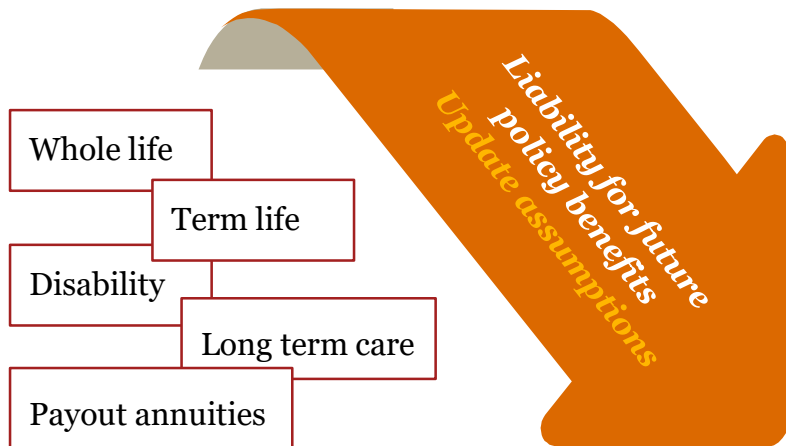 Whole life
Term life
Disability
Long term care
Payout annuities
Liability for future
policy benefits
Update assumptions